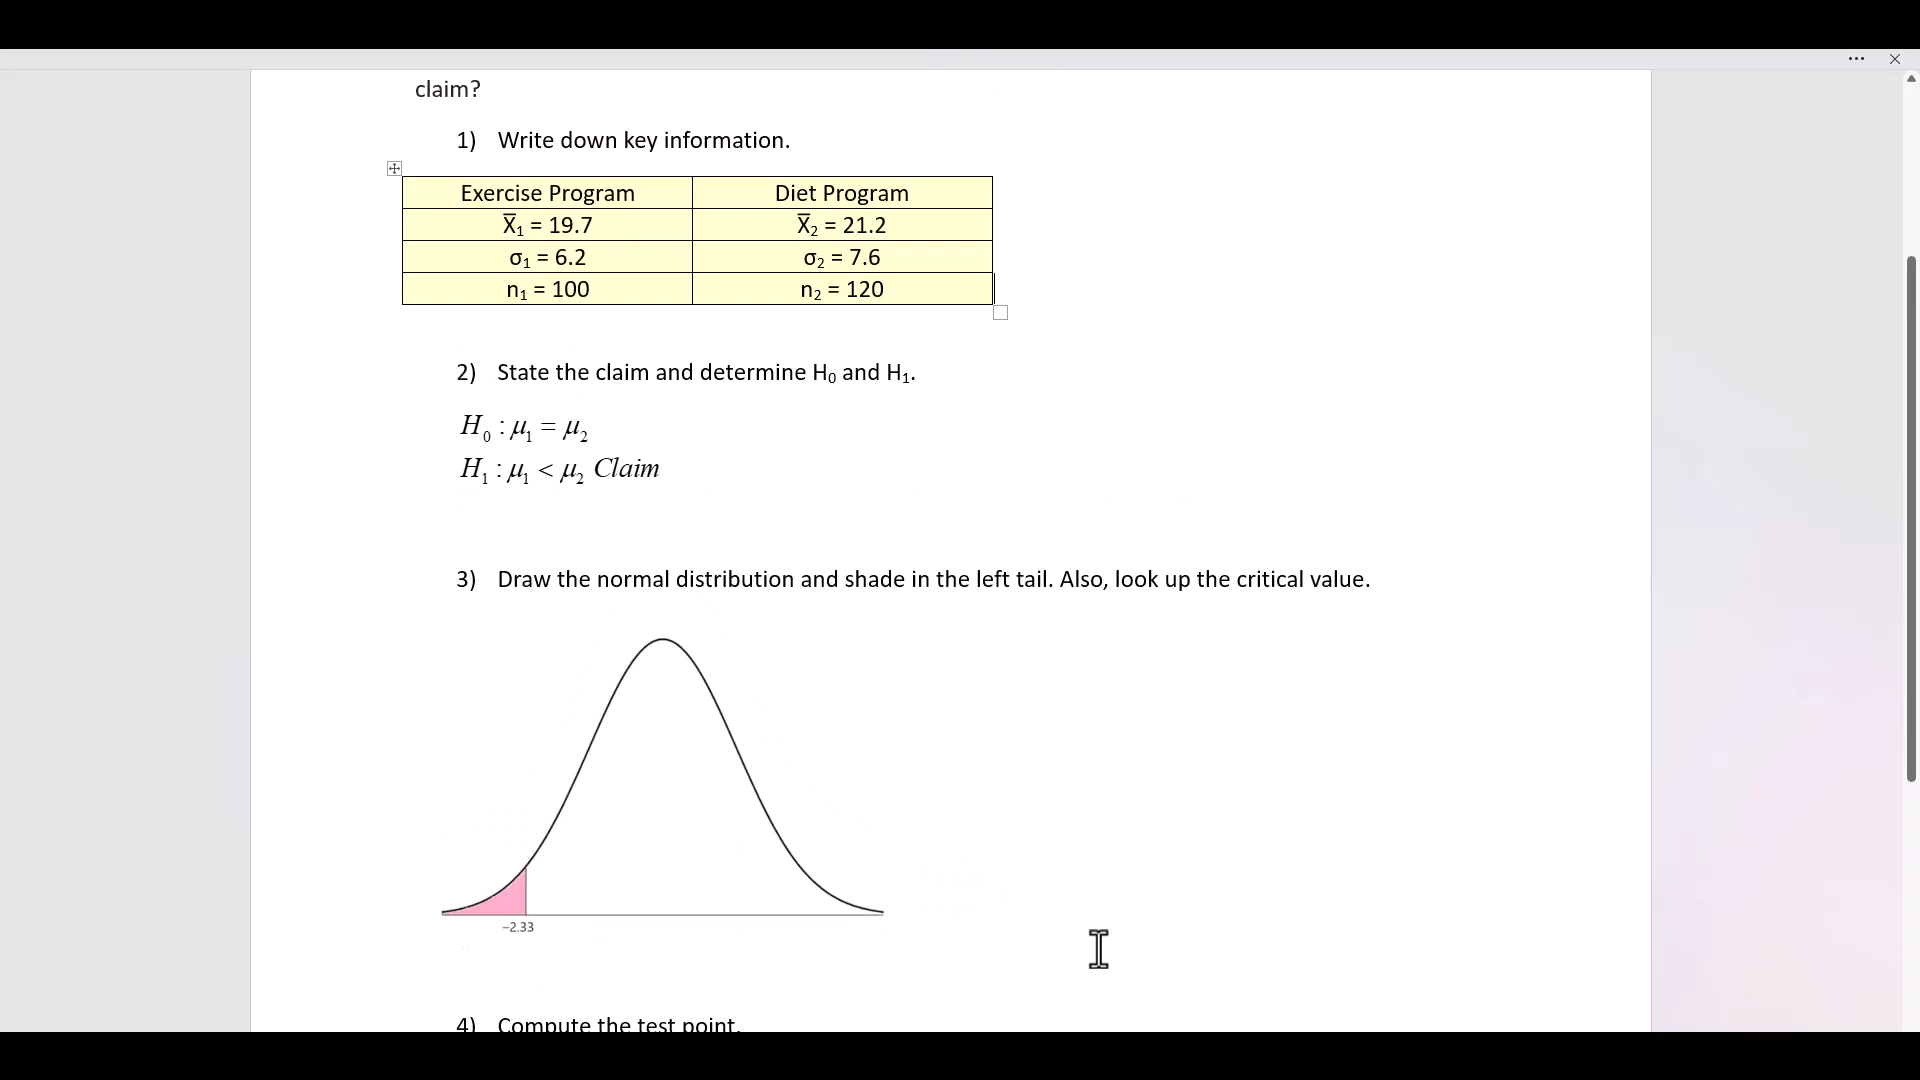 claim?
1) Write down key information.
Exercise Program Diet Program
X̅₁ = 19.7 X̅₂ = 21.2
σ₁ = 6.2 σ₂ = 7.6
n₁ = 100 n₂ = 120
2) State the claim and determine H₀ and H₁.
H₀ : μ₁ = μ₂
H₁ : μ₁ < μ₂ Claim
3) Draw the normal distribution and shade in the left tail. Also, look up the critical value.
−2.33
4) Compute the test point.